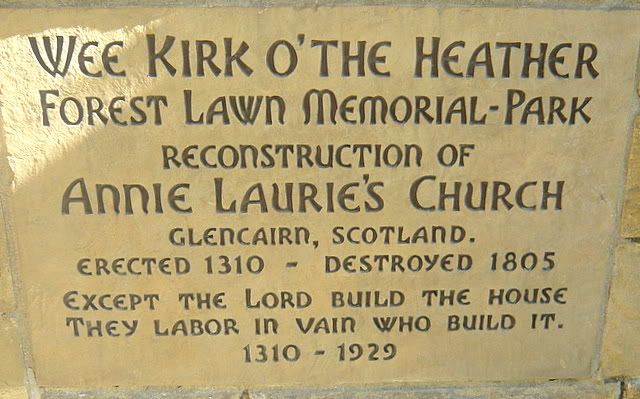 Wee Kirk o' the Heather
Forest Lawn Memorial-Park
reconstruction of
Annie Laurie's Church
Glencairn, Scotland.
Erected 1310 - Destroyed 1805
Except the Lord build the house
They labor in vain who build it.
1310 - 1929